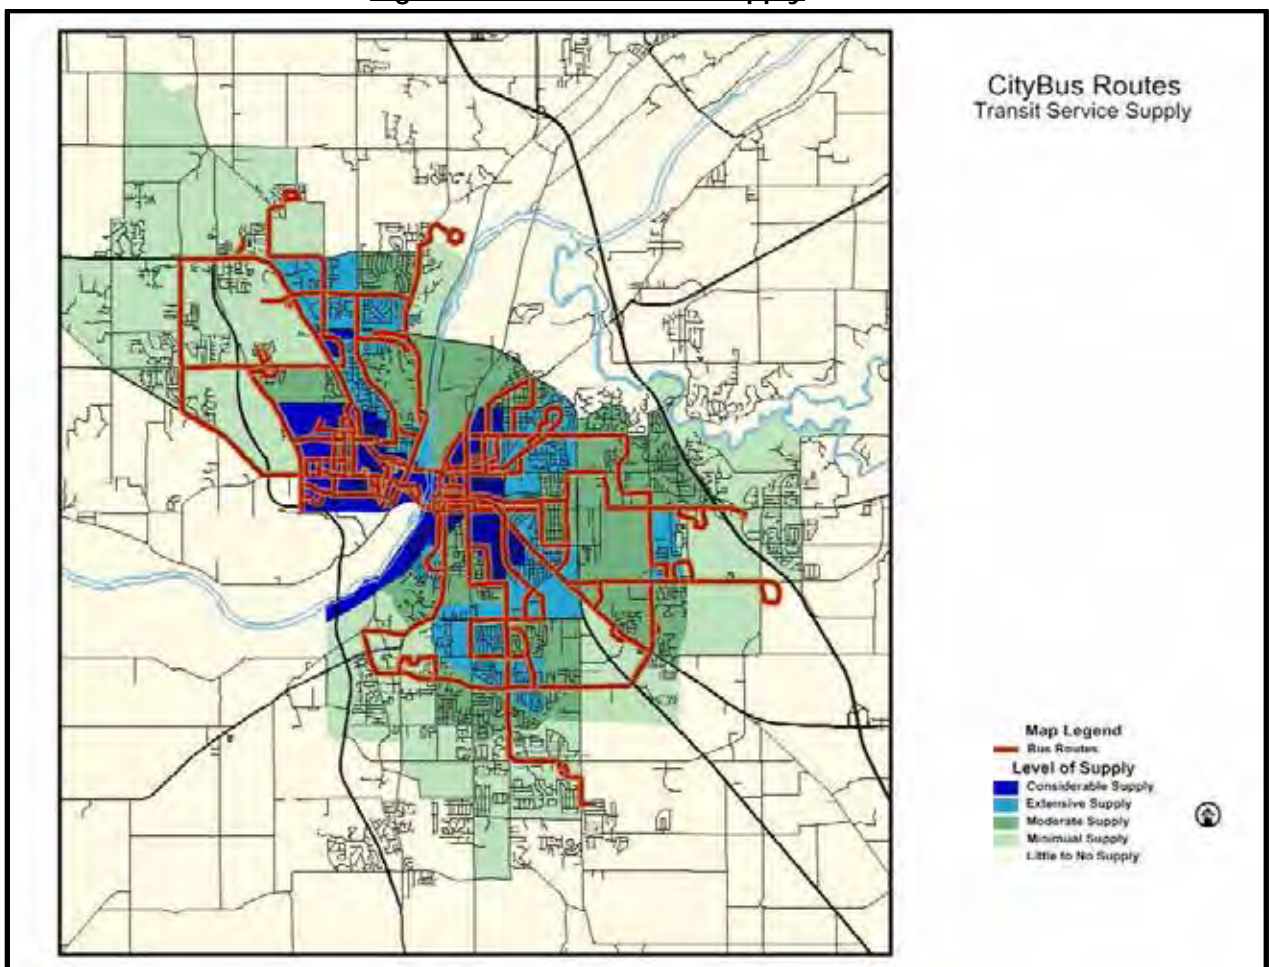 CityBus Routes
Transit Service Supply
Map Legend
Bus Routes
Level of Supply
Considerable Supply
Extensive Supply
Moderate Supply
Minimual Supply
Little to No Supply